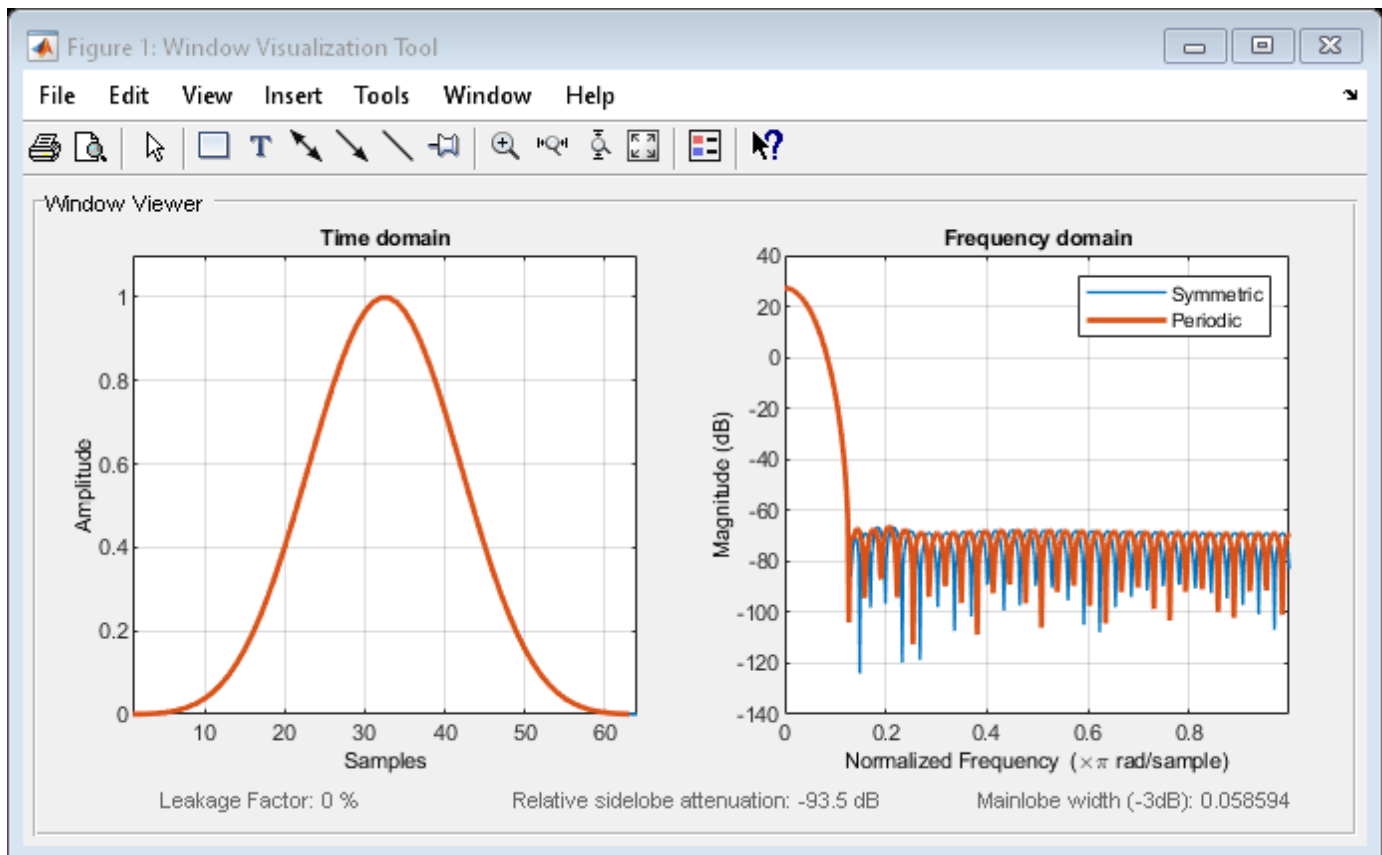 Figure 1: Window Visualization Tool
File Edit View Insert Tools Window Help
T
?
Window Viewer
Time domain
1
0.8
0.6
0.4
0.2
0
Amplitude
10 20 30 40 50 60
Samples
Frequency domain
40
20
0
-20
-40
-60
-80
-100
-120
-140
Magnitude (dB)
Symmetric
Periodic
0 0.2 0.4 0.6 0.8
Normalized Frequency (×π rad/sample)
Leakage Factor: 0 % Relative sidelobe attenuation: -93.5 dB Mainlobe width (-3dB): 0.058594